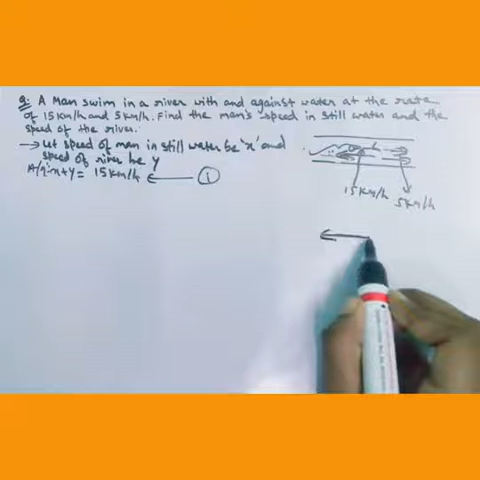 Q: A Man swim in a river with and against water at the rate
of 15 Km/h and 5 Km/h. Find the man's speed in still water and the
speed of the river.
→ Let speed of man in still water be 'x' and
speed of river be y
A/q: x+y = 15 km/h ← (i)
15 Km/h
5 Km/h